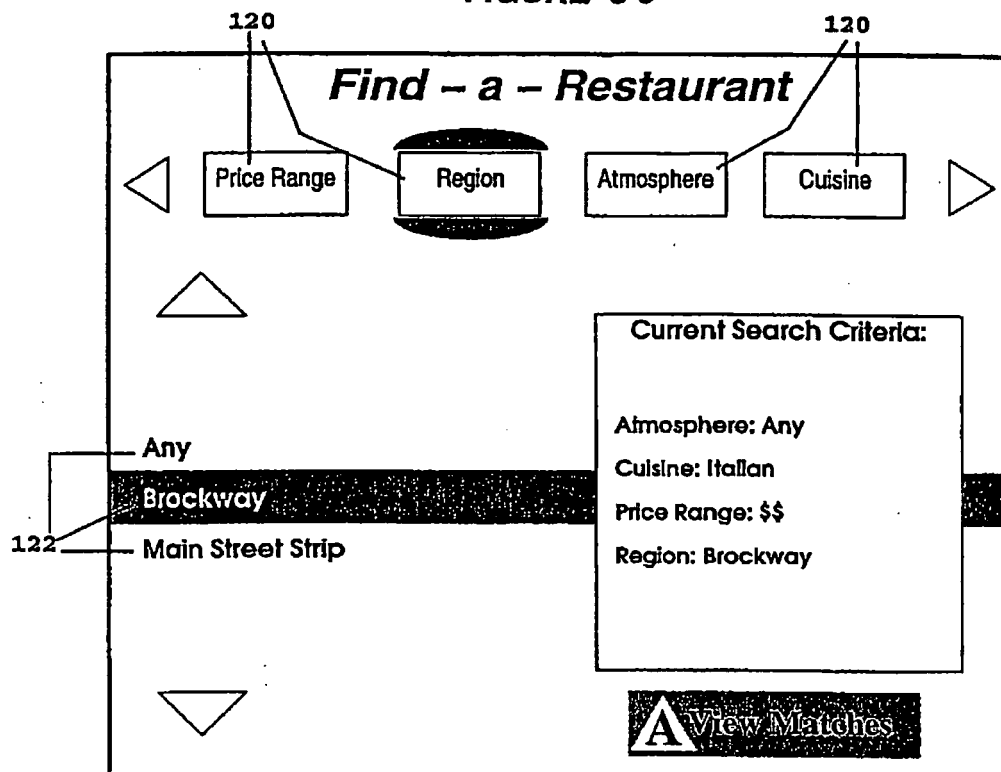 120 120
Find – a – Restaurant
Price Range Region Atmosphere Cuisine
Current Search Criteria:
Atmosphere: Any
Any
Cuisine: Italian
Brockway
Price Range: $$
122
Main Street Strip
Region: Brockway
A View Matches